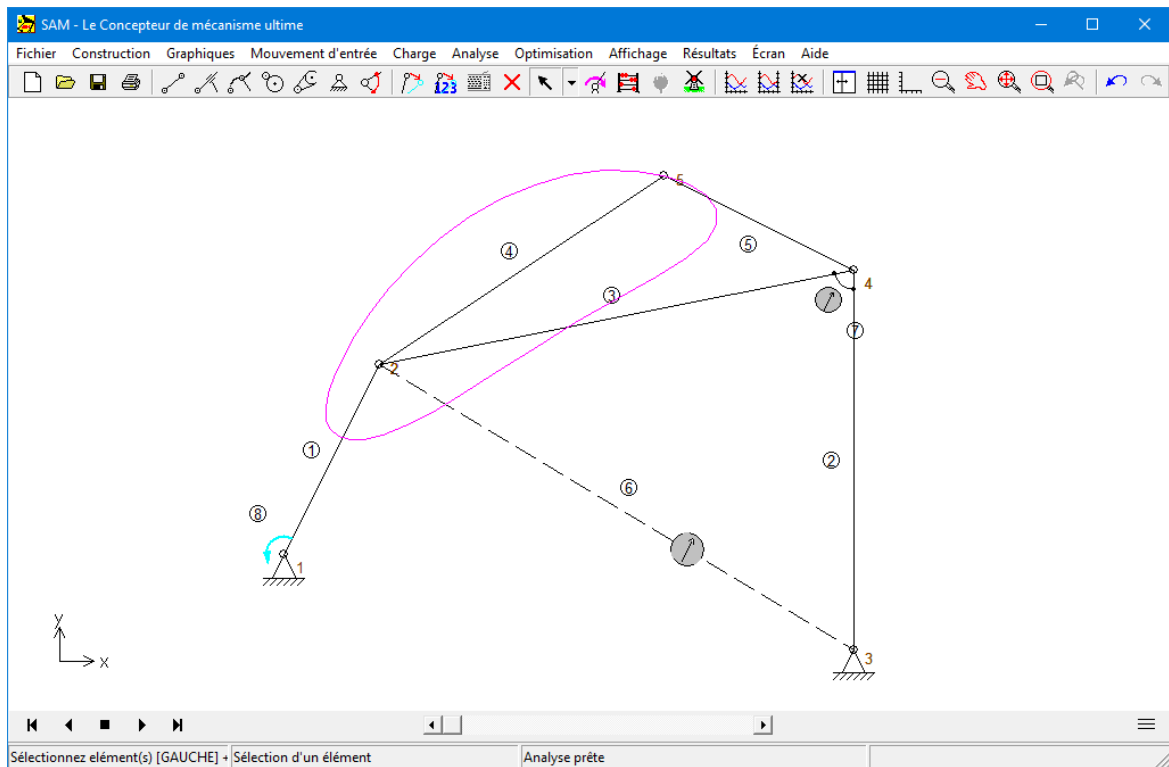 SAM - Le Concepteur de mécanisme ultime
Fichier Construction Graphiques Mouvement d'entrée Charge Analyse Optimisation Affichage Résultats Écran Aide
123
5
④
⑤
③
4
⑦
2
①
②
⑥
⑧
1
y
x
3
Sélectionnez elément(s) [GAUCHE] + Sélection d'un élément Analyse prête